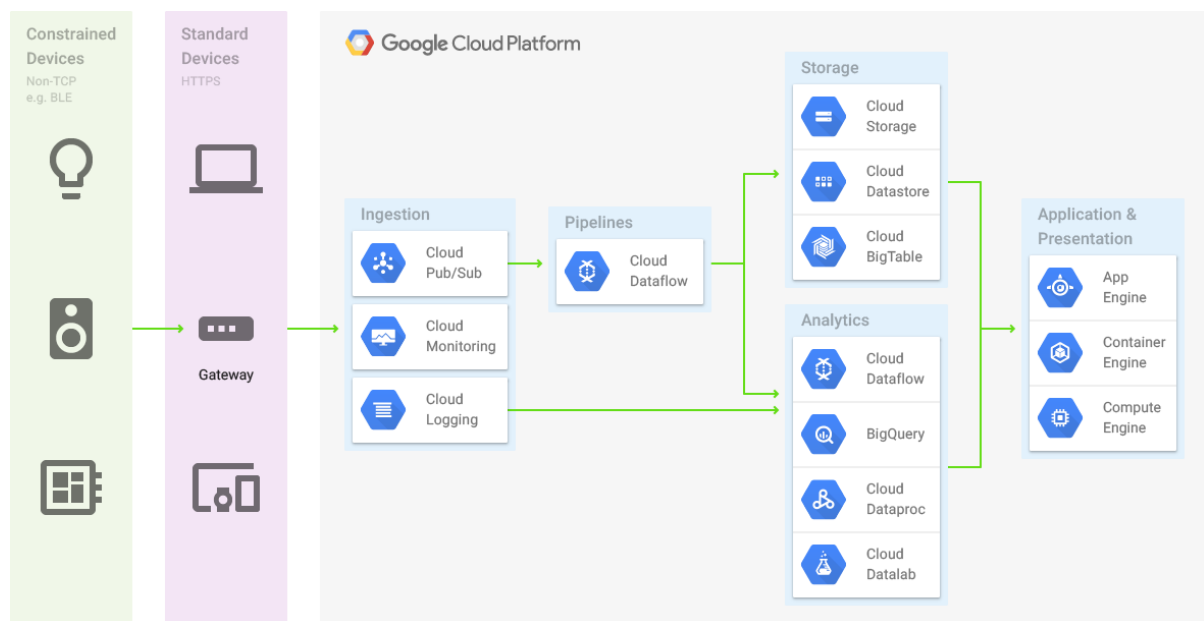 Constrained
Devices
Non-TCP
e.g. BLE
Standard
Devices
HTTPS
Gateway
Google Cloud Platform
Ingestion
Cloud
Pub/Sub
Cloud
Monitoring
Cloud
Logging
Pipelines
Cloud
Dataflow
Storage
Cloud
Storage
Cloud
Datastore
Cloud
BigTable
Analytics
Cloud
Dataflow
BigQuery
Cloud
Dataproc
Cloud
Datalab
Application &
Presentation
App
Engine
Container
Engine
Compute
Engine